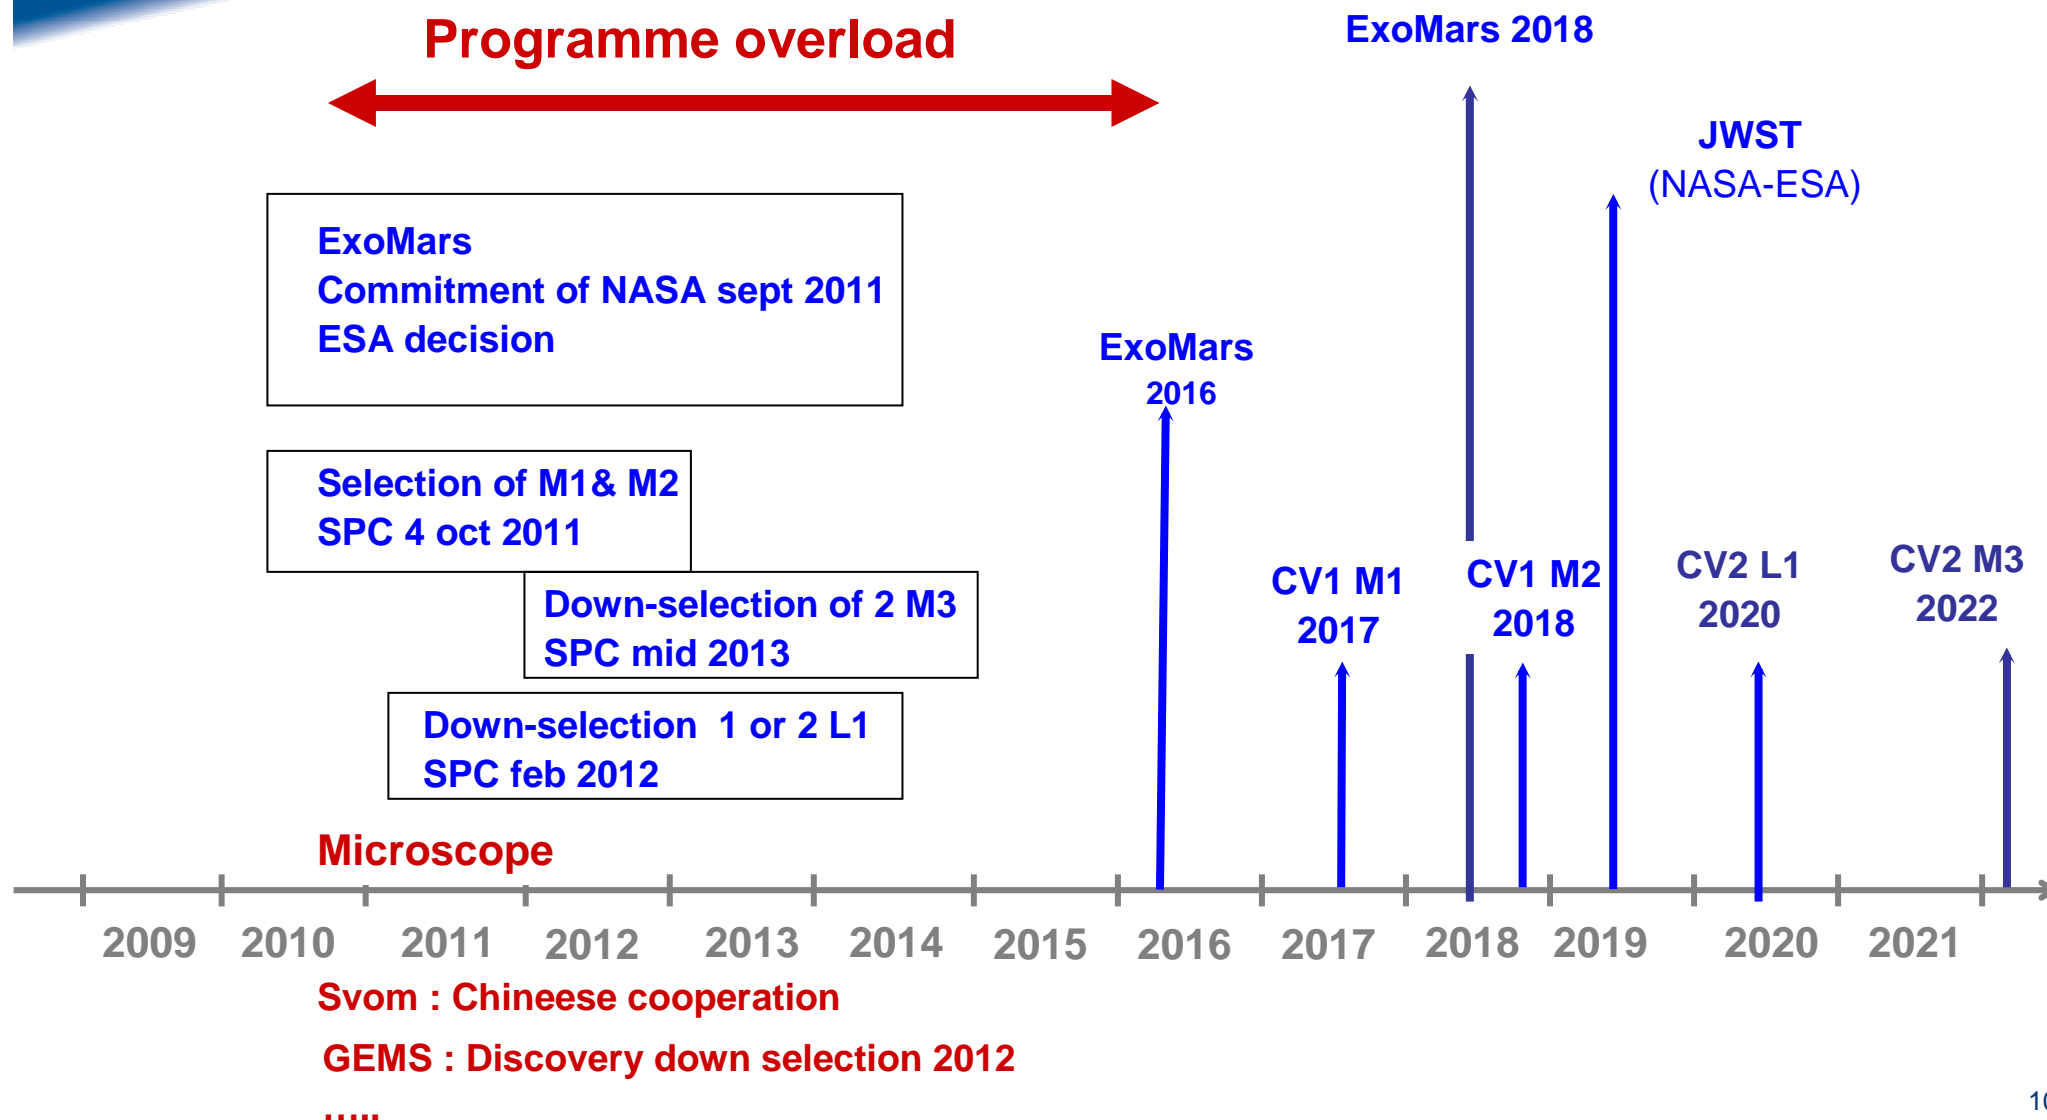 Programme overload
ExoMars 2018
JWST
(NASA-ESA)
ExoMars
Commitment of NASA sept 2011
ESA decision
ExoMars
2016
Selection of M1& M2
SPC 4 oct 2011
Down-selection of 2 M3
SPC mid 2013
Down-selection 1 or 2 L1
SPC feb 2012
CV1 M1
2017
CV1 M2
2018
CV2 L1
2020
CV2 M3
2022
Microscope
2009 2010 2011 2012 2013 2014 2015 2016 2017 2018 2019 2020 2021
Svom : Chineese cooperation
GEMS : Discovery down selection 2012
…..